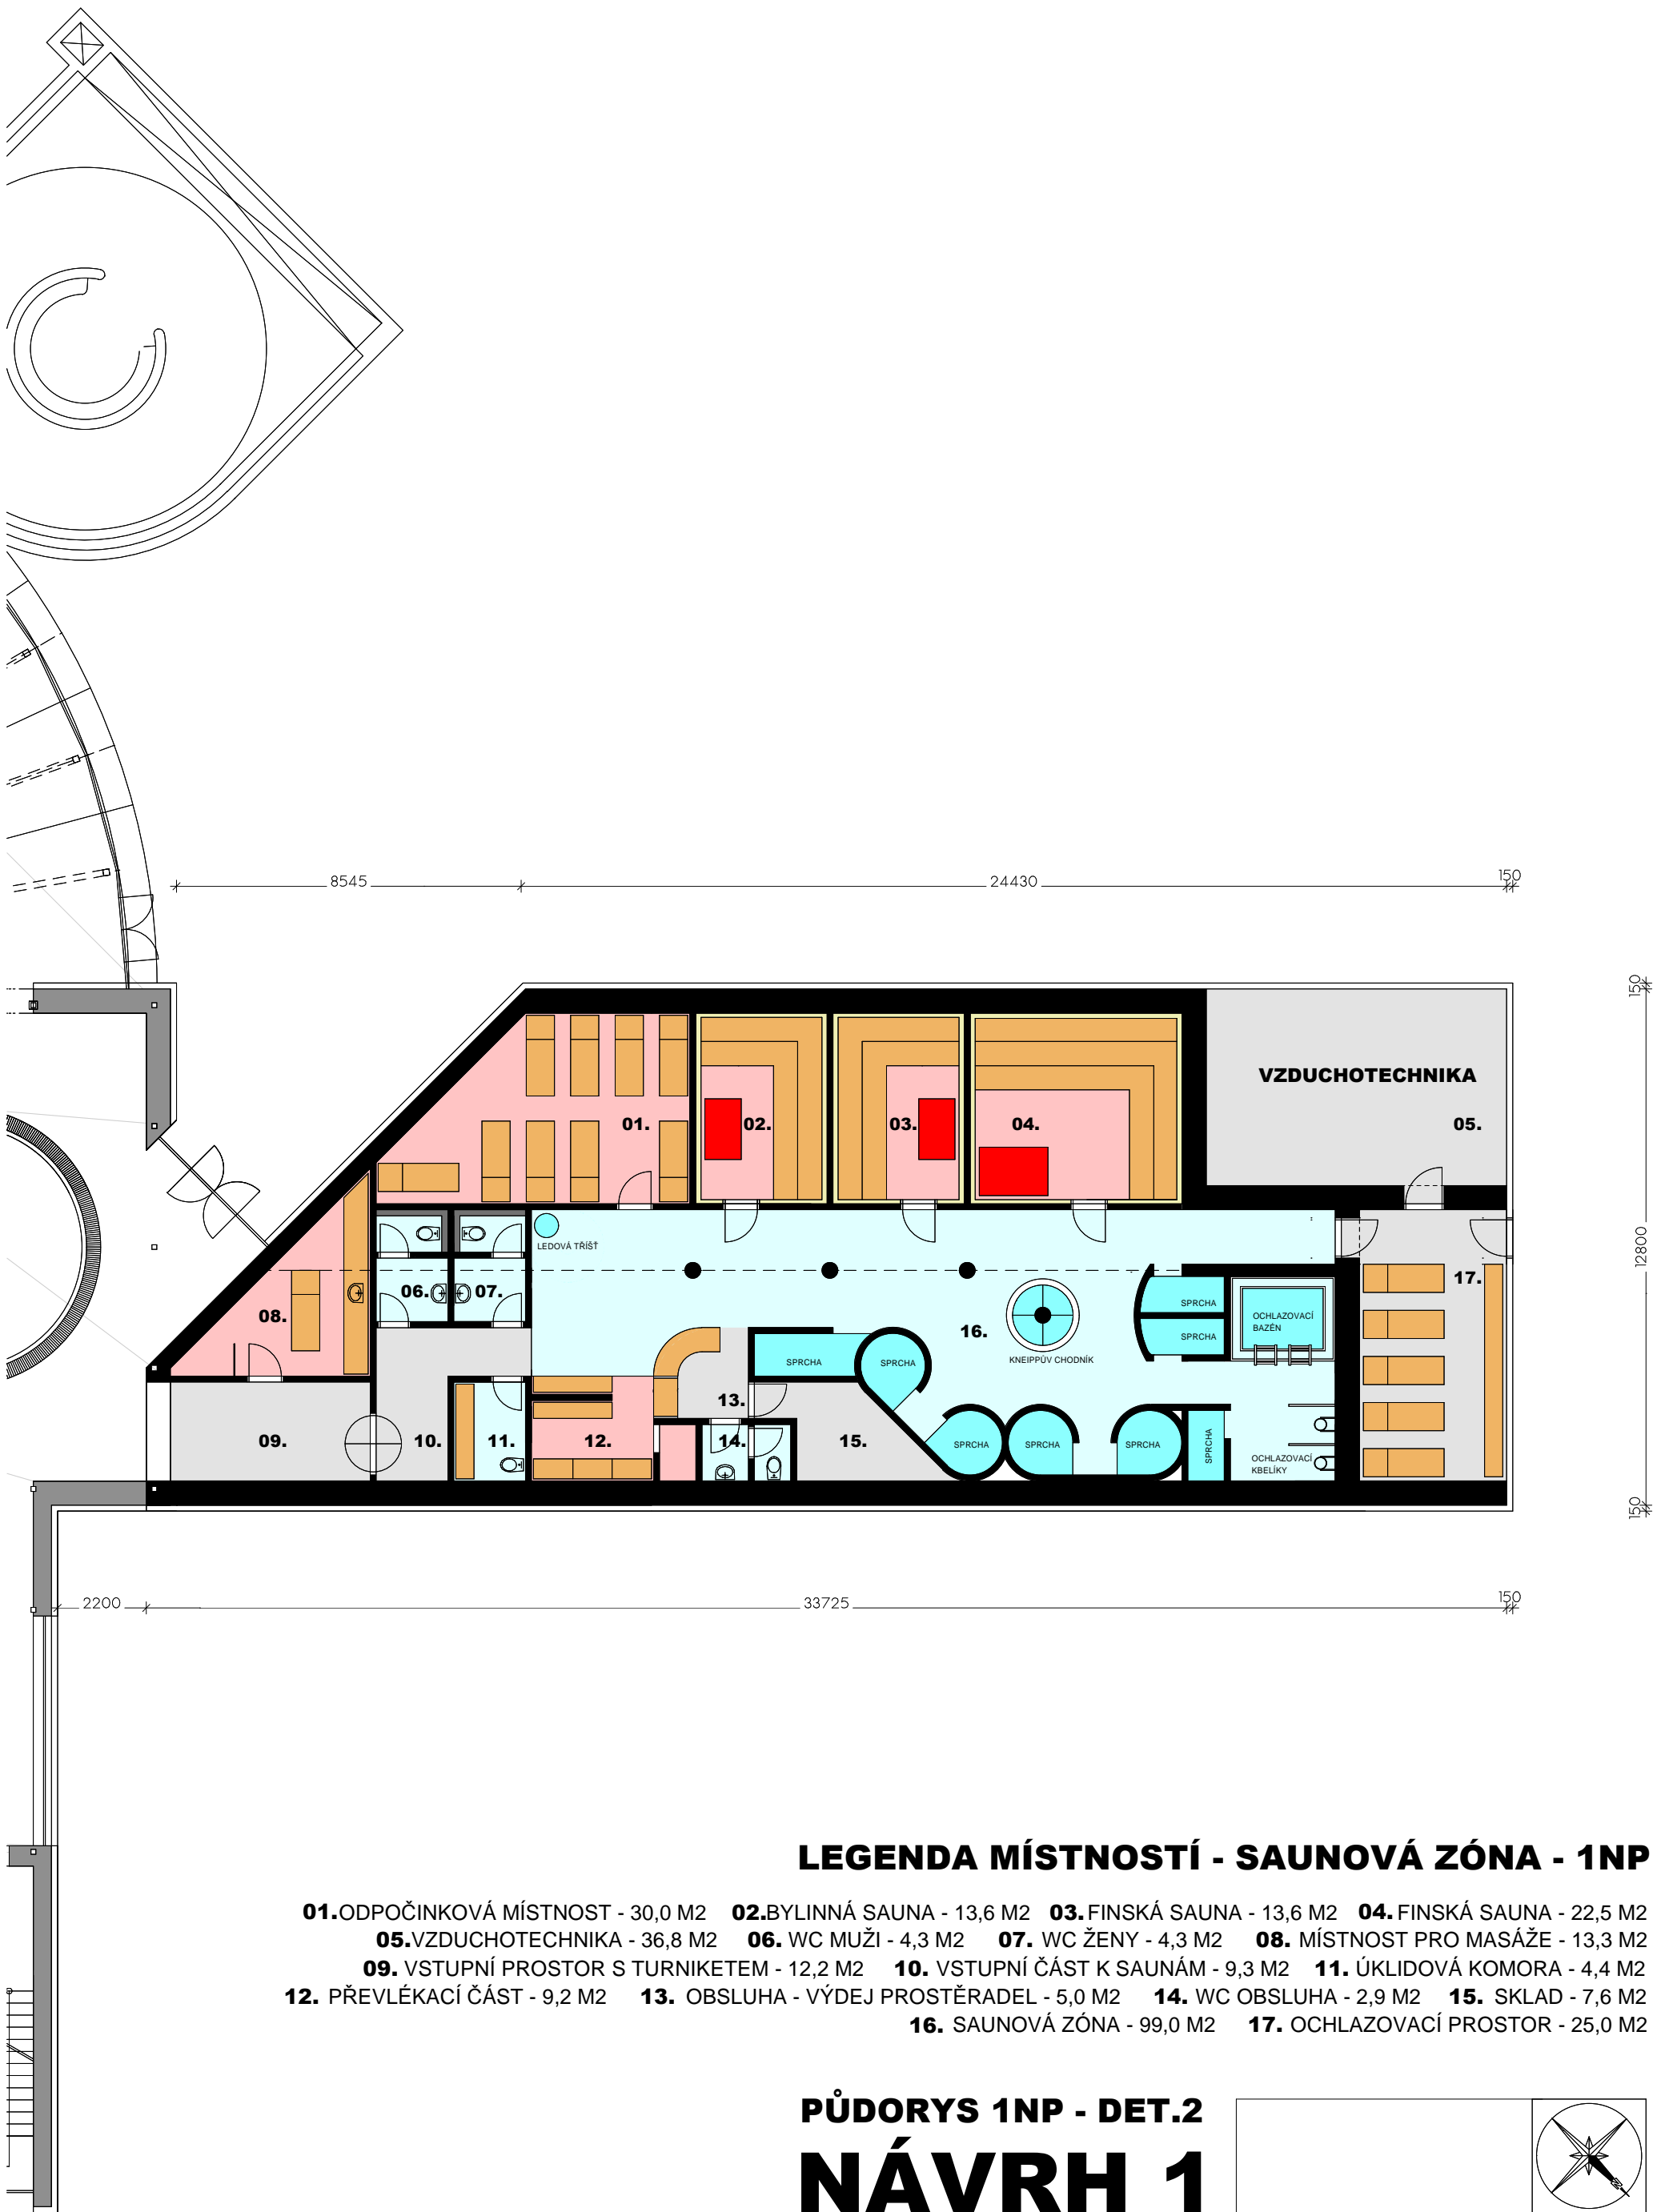 8545 24430 150
150
VZDUCHOTECHNIKA
01. 02. 03. 04. 05.
LEDOVÁ TŘÍŠŤ
12800
06. 07. 17.
08. SPRCHA OCHLAZOVACÍ
BAZÉN
16. SPRCHA
KNEIPPŮV CHODNÍK
SPRCHA SPRCHA
13.
09. 10. 11. 12. 14. 15. SPRCHA SPRCHA SPRCHA SPRCHA OCHLAZOVACÍ
KBELÍKY
150
2200 33725 150
LEGENDA MÍSTNOSTÍ - SAUNOVÁ ZÓNA - 1NP
01.ODPOČINKOVÁ MÍSTNOST - 30,0 M2 02.BYLINNÁ SAUNA - 13,6 M2 03.FINSKÁ SAUNA - 13,6 M2 04.FINSKÁ SAUNA - 22,5 M2
05.VZDUCHOTECHNIKA - 36,8 M2 06. WC MUŽI - 4,3 M2 07. WC ŽENY - 4,3 M2 08. MÍSTNOST PRO MASÁŽE - 13,3 M2
09. VSTUPNÍ PROSTOR S TURNIKETEM - 12,2 M2 10. VSTUPNÍ ČÁST K SAUNÁM - 9,3 M2 11. ÚKLIDOVÁ KOMORA - 4,4 M2
12. PŘEVLÉKACÍ ČÁST - 9,2 M2 13. OBSLUHA - VÝDEJ PROSTĚRADEL - 5,0 M2 14. WC OBSLUHA - 2,9 M2 15. SKLAD - 7,6 M2
16. SAUNOVÁ ZÓNA - 99,0 M2 17. OCHLAZOVACÍ PROSTOR - 25,0 M2
PŮDORYS 1NP - DET.2
NÁVRH 1